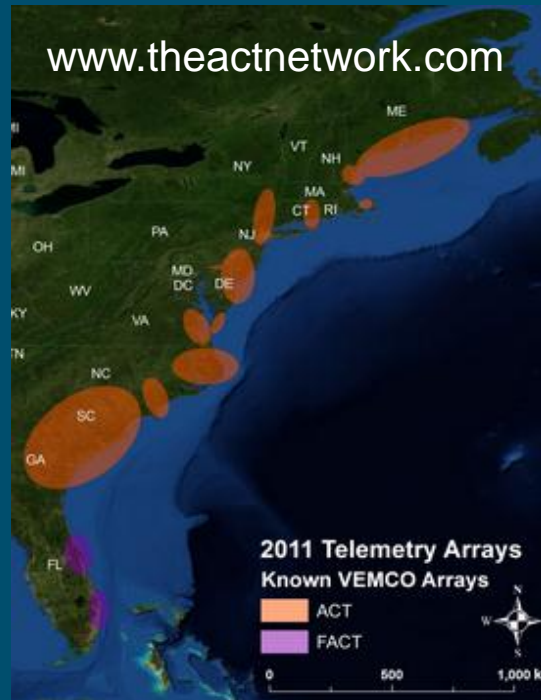 www.theactnetwork.com
ME
VT
NH
MI
NY
MA
MI
CT
RI
PA
NJ
OH
MD
DC
DE
WV
KY
VA
TN
NC
SC
GA
FL
2011 Telemetry Arrays
Known VEMCO Arrays
ACT
FACT
N
W
E
S
0 500 1,000 k